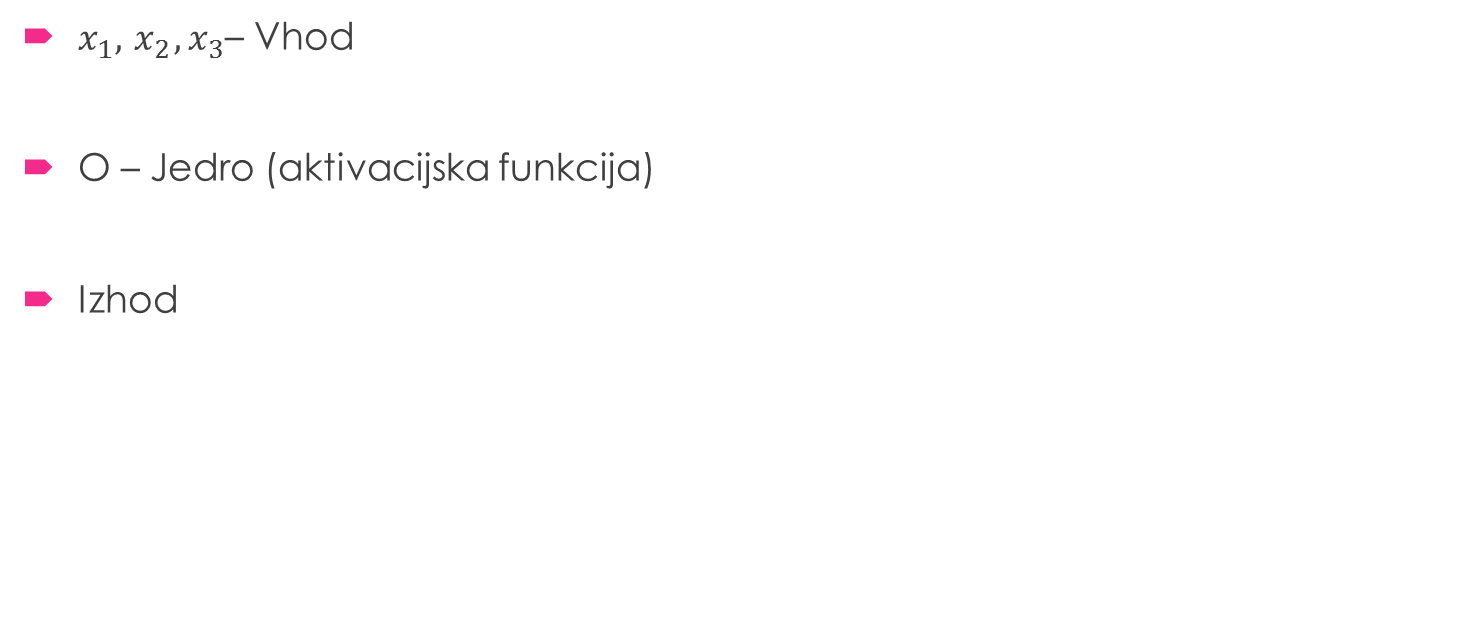 𝑥₁, 𝑥₂, 𝑥₃– Vhod
O – Jedro (aktivacijska funkcija)
Izhod